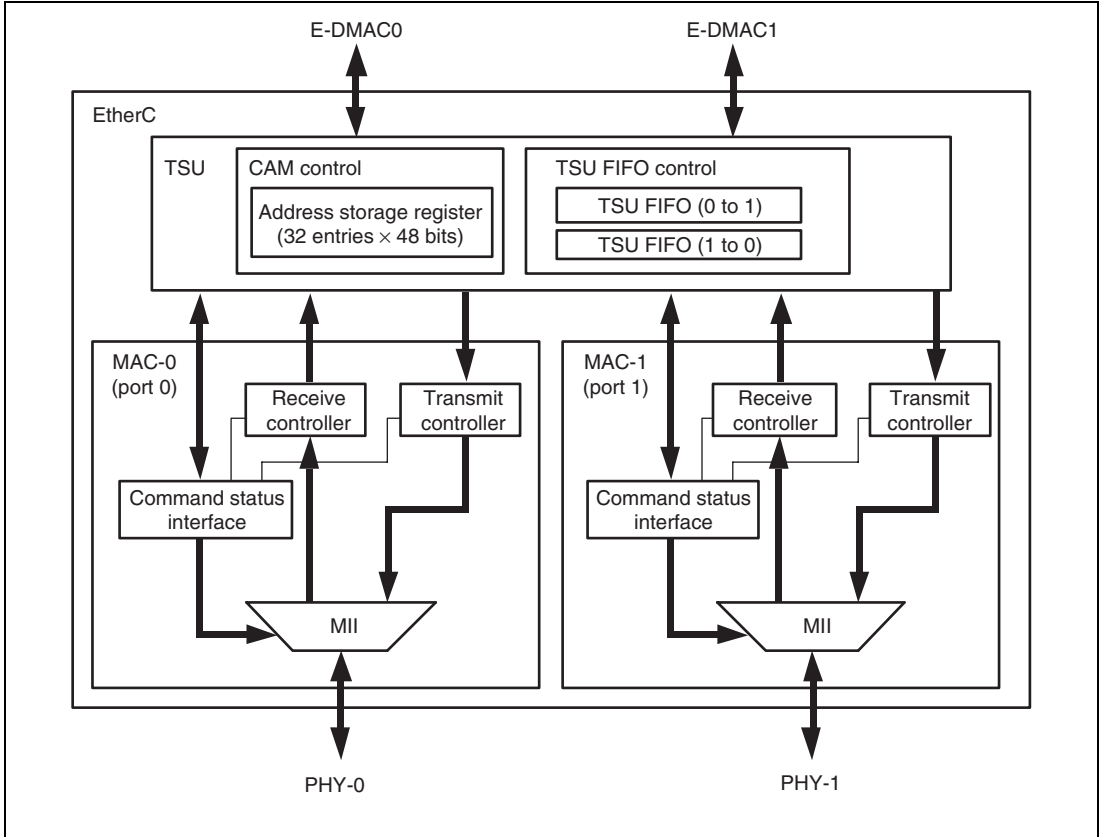 E-DMAC0
E-DMAC1
EtherC
TSU
CAM control
Address storage register
(32 entries × 48 bits)
TSU FIFO control
TSU FIFO (0 to 1)
TSU FIFO (1 to 0)
MAC-0
(port 0)
Receive
controller
Transmit
controller
Command status
interface
MII
PHY-0
MAC-1
(port 1)
Receive
controller
Transmit
controller
Command status
interface
MII
PHY-1